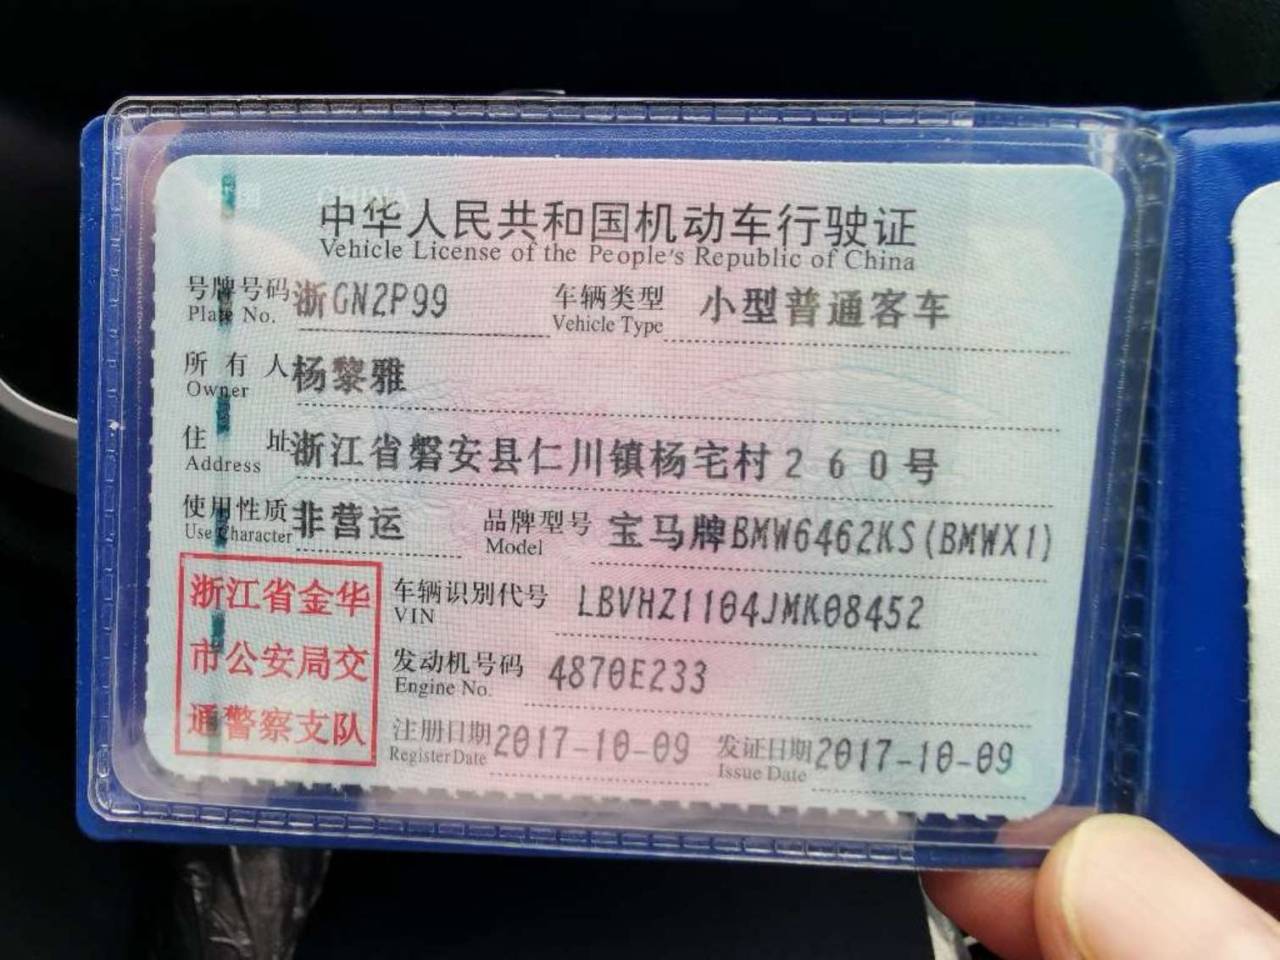 中华人民共和国机动车行驶证
Vehicle License of the People's Republic of China
号牌号码 浙GN2P99 车辆类型 小型普通客车
Plate No. Vehicle Type
所有人 杨黎雅
Owner
住址 浙江省磐安县仁川镇杨宅村260号
Address
使用性质 非营运 品牌型号 宝马牌BMW6462KS(BMWX1)
Use Character Model
浙江省金华
市公安局交
通警察支队
车辆识别代号 LBVHZ1104JMK08452
VIN
发动机号码 4870E233
Engine No.
注册日期 2017-10-09 发证日期 2017-10-09
Register Date Issue Date